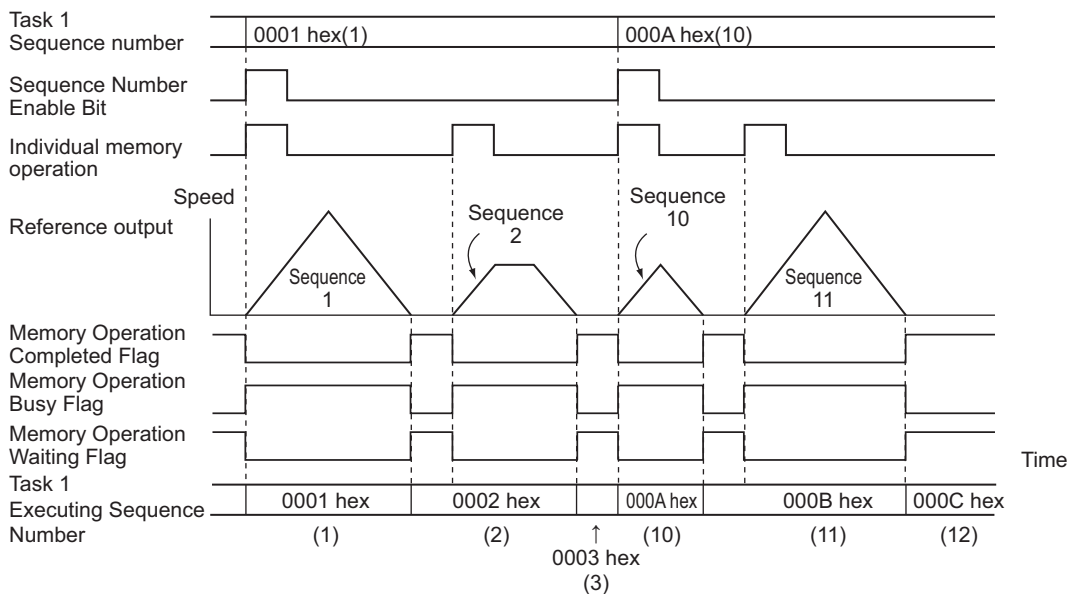 Task 1
Sequence number
0001 hex(1)
000A hex(10)
Sequence Number
Enable Bit
Individual memory
operation
Speed
Reference output
Sequence
1
Sequence
2
Sequence
10
Sequence
11
Memory Operation
Completed Flag
Memory Operation
Busy Flag
Memory Operation
Waiting Flag
Time
Task 1
Executing Sequence
Number
0001 hex
0002 hex
000A hex
000B hex
000C hex
(1)
(2)
↑
(10)
(11)
(12)
0003 hex
(3)